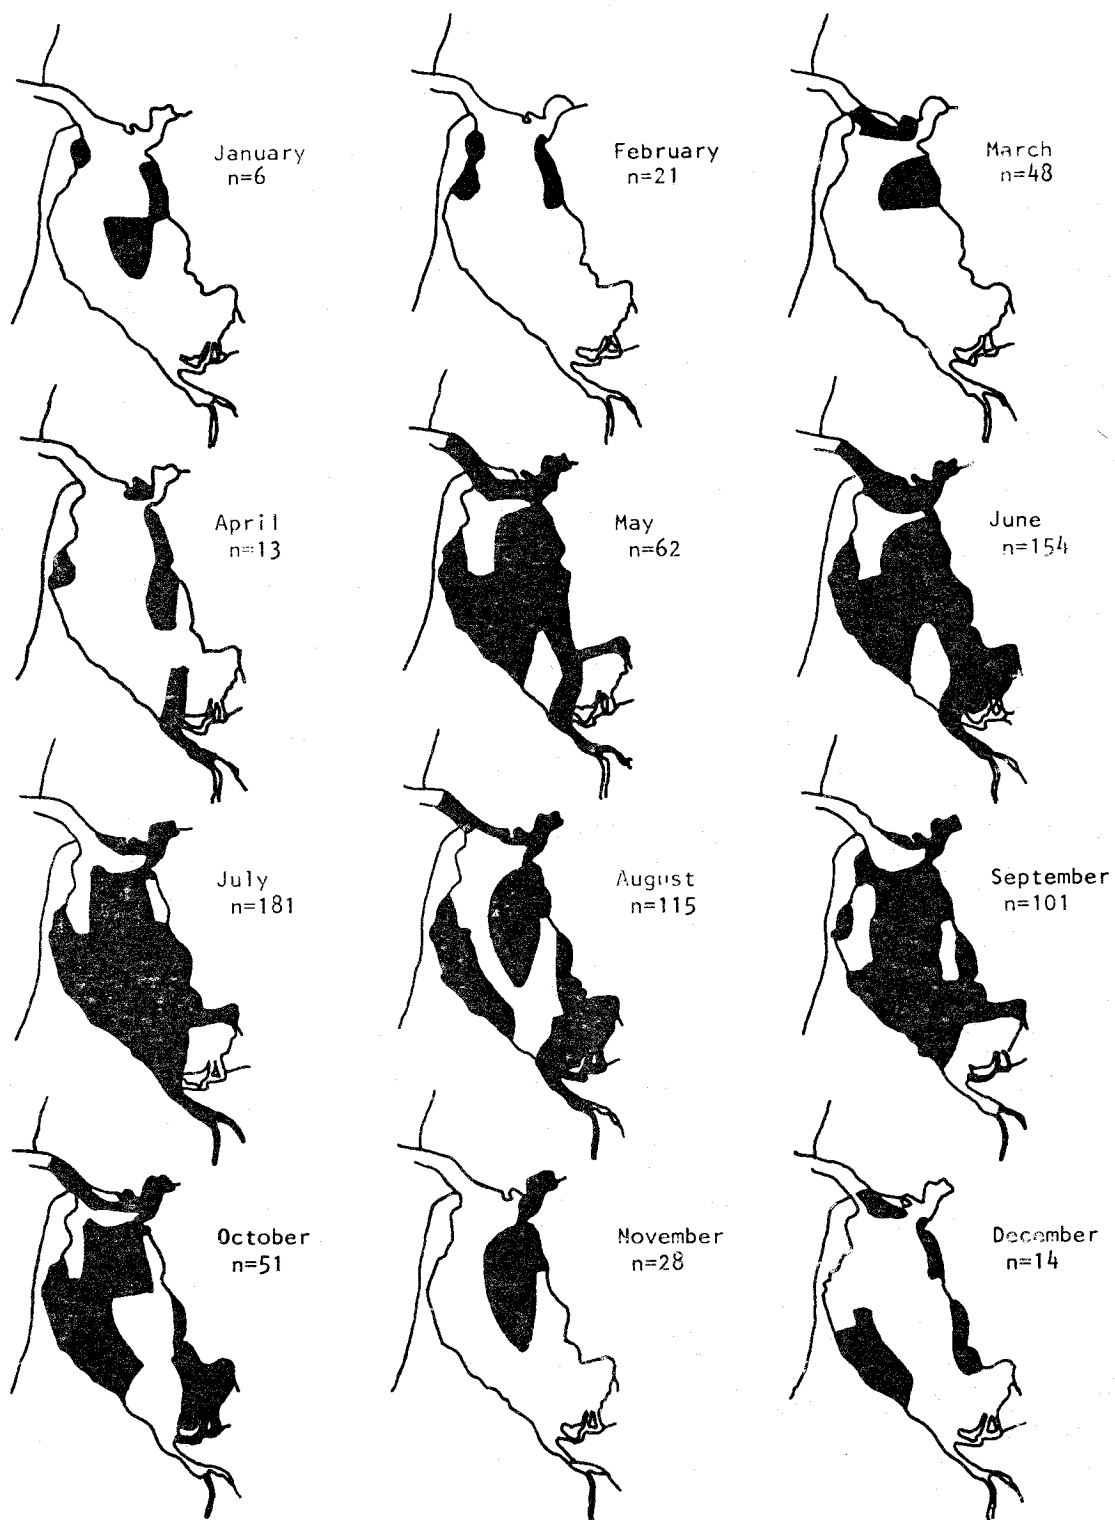 January
n=6
February
n=21
March
n=48
April
n=13
May
n=62
June
n=154
July
n=181
August
n=115
September
n=101
October
n=51
November
n=28
December
n=14